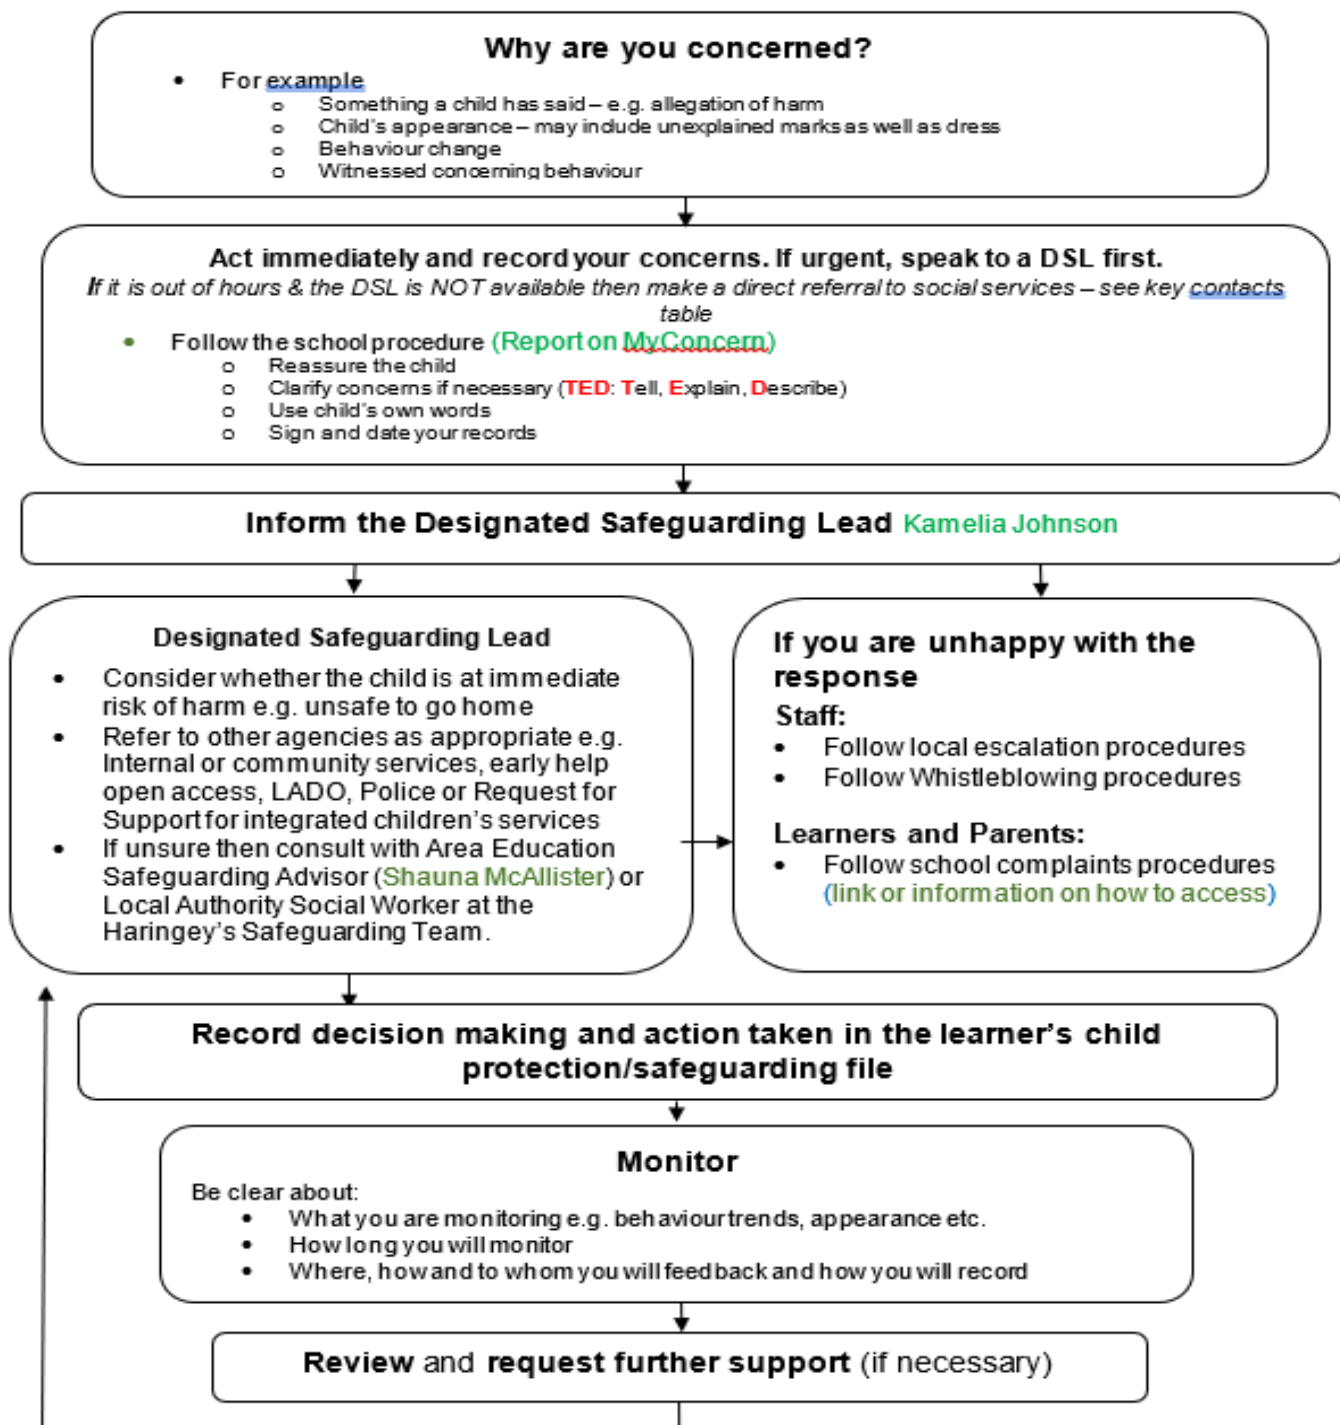 Why are you concerned?
• For example
o Something a child has said – e.g. allegation of harm
o Child's appearance – may include unexplained marks as well as dress
o Behaviour change
o Witnessed concerning behaviour
Act immediately and record your concerns. If urgent, speak to a DSL first.
If it is out of hours & the DSL is NOT available then make a direct referral to social services – see key contacts
table
• Follow the school procedure (Report on MyConcern)
o Reassure the child
o Clarify concerns if necessary (TED: Tell, Explain, Describe)
o Use child's own words
o Sign and date your records
Inform the Designated Safeguarding Lead Kamelia Johnson
Designated Safeguarding Lead
• Consider whether the child is at immediate
risk of harm e.g. unsafe to go home
• Refer to other agencies as appropriate e.g.
Internal or community services, early help
open access, LADO, Police or Request for
Support for integrated children's services
• If unsure then consult with Area Education
Safeguarding Advisor (Shauna McAllister) or
Local Authority Social Worker at the
Haringey's Safeguarding Team.
If you are unhappy with the
response
Staff:
• Follow local escalation procedures
• Follow Whistleblowing procedures
Learners and Parents:
• Follow school complaints procedures
(link or information on how to access)
Record decision making and action taken in the learner's child
protection/safeguarding file
Monitor
Be clear about:
• What you are monitoring e.g. behaviour trends, appearance etc.
• How long you will monitor
• Where, how and to whom you will feedback and how you will record
Review and request further support (if necessary)